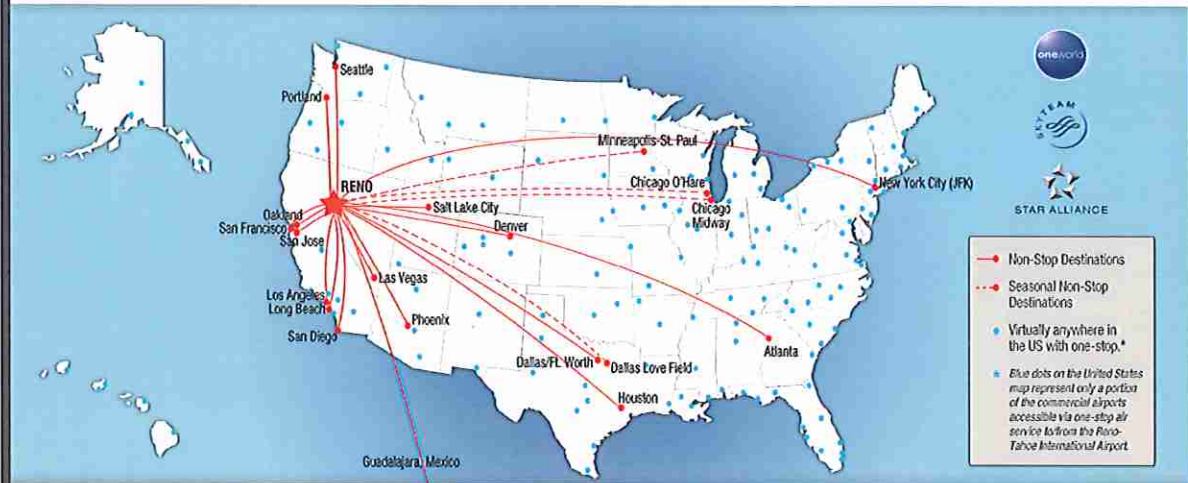 Seattle
Portland
Minneapolis-St. Paul
RENO
Chicago O'Hare
Chicago
Midway
New York City (JFK)
Salt Lake City
Oakland
San Francisco
San Jose
Denver
Las Vegas
Los Angeles
Long Beach
Phoenix
San Diego
Dallas/Ft. Worth
Dallas Love Field
Atlanta
Houston
Guadalajara, Mexico
oneworld
SKYTEAM
STAR ALLIANCE
Non-Stop Destinations
Seasonal Non-Stop
Destinations
Virtually anywhere in
the US with one-stop.*
* Blue dots on the United States
map represent only a portion
of the commercial airports
accessible via one-stop air
service to/from the Reno-
Tahoe International Airport.